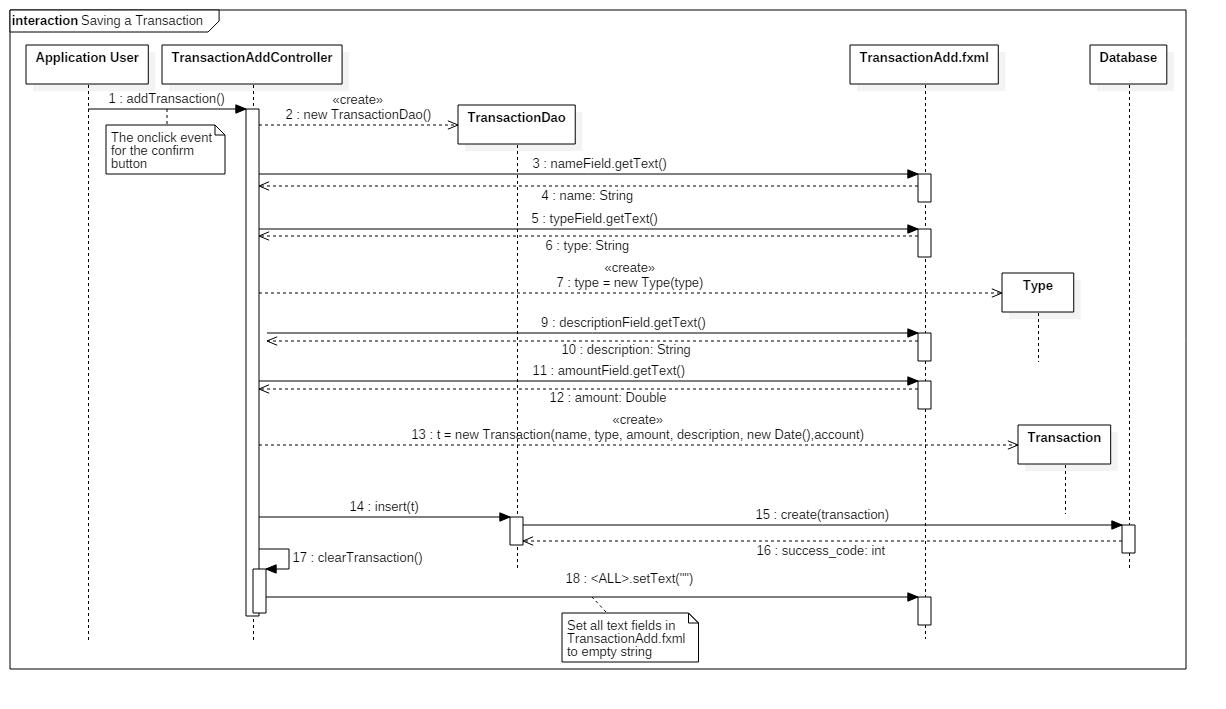 interaction Saving a Transaction
Application User
TransactionAddController
TransactionAdd.fxml
Database
1 : addTransaction()
The onclick event
for the confirm
button
«create»
2 : new TransactionDao()
TransactionDao
3 : nameField.getText()
4 : name: String
5 : typeField.getText()
6 : type: String
«create»
7 : type = new Type(type)
Type
9 : descriptionField.getText()
10 : description: String
11 : amountField.getText()
12 : amount: Double
«create»
13 : t = new Transaction(name, type, amount, description, new Date(),account)
Transaction
14 : insert(t)
15 : create(transaction)
16 : success_code: int
17 : clearTransaction()
18 : <ALL>.setText("")
Set all text fields in
TransactionAdd.fxml
to empty string